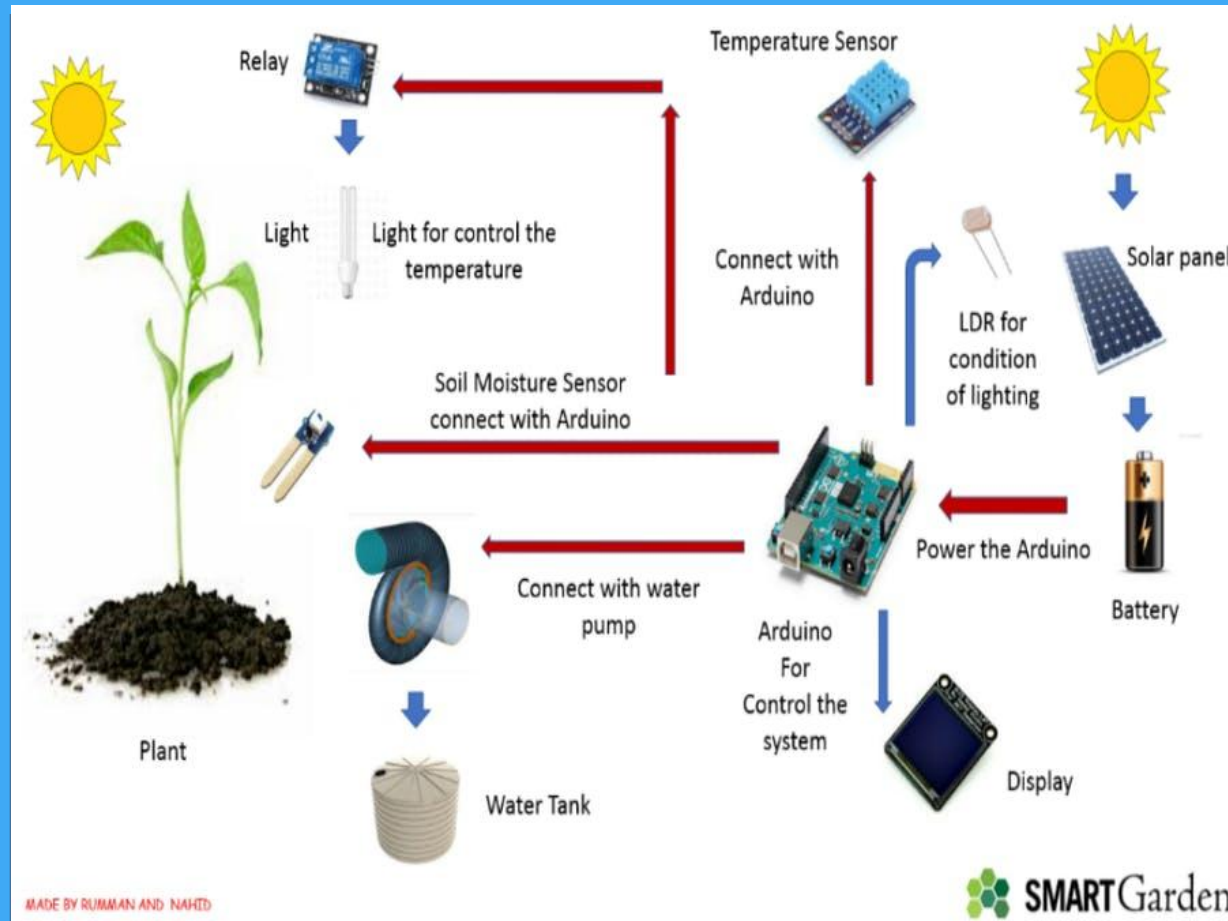 Relay
Temperature Sensor
Light
Light for control the
temperature
Connect with
Arduino
Solar panel
LDR for
condition
of lighting
Soil Moisture Sensor
connect with Arduino
Power the Arduino
Connect with water
pump
Battery
Arduino
For
Control the
system
Plant
Display
Water Tank
MADE BY RUMMAN AND NAHID
SMARTGarden